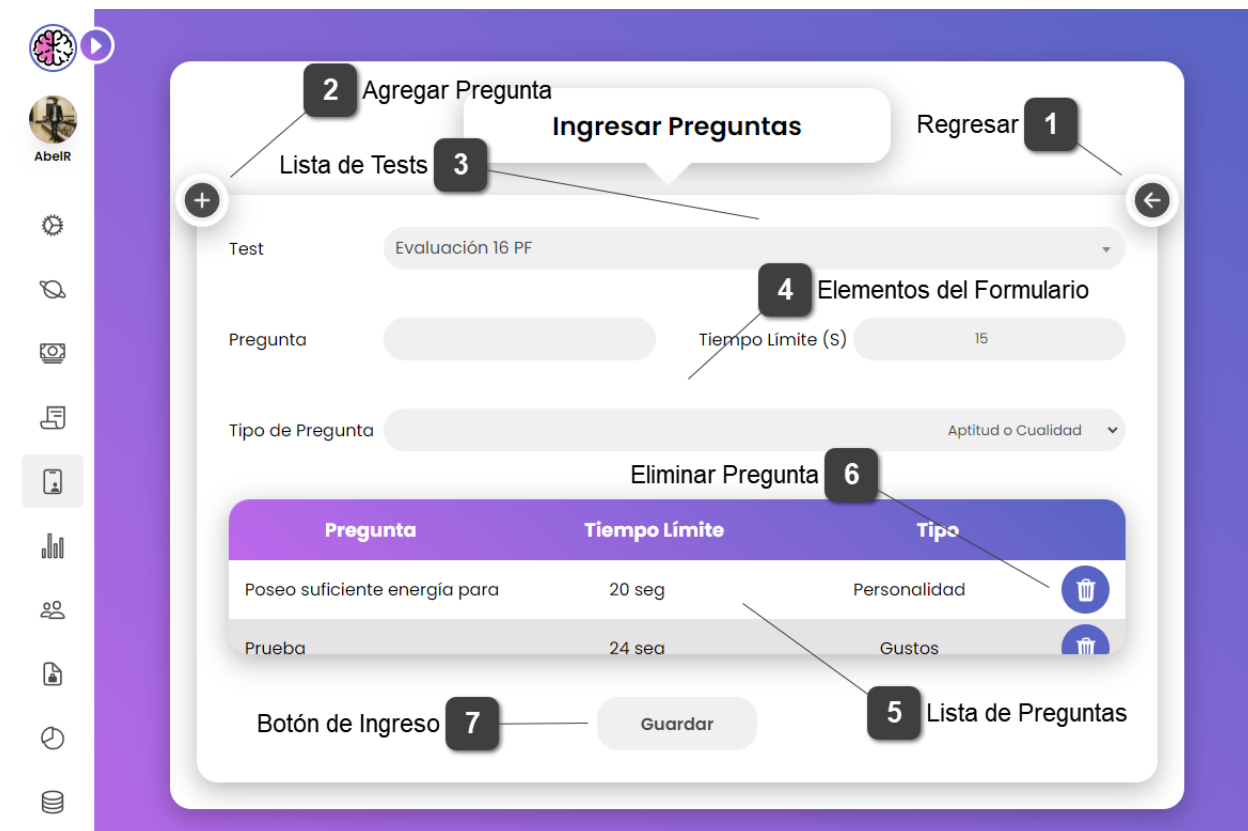 2 Agregar Pregunta
Ingresar Preguntas
Regresar 1
AbelR
Lista de Tests 3
Test Evaluación 16 PF
4 Elementos del Formulario
Pregunta Tiempo Límite (S) 15
Tipo de Pregunta Aptitud o Cualidad
Eliminar Pregunta 6
Pregunta Tiempo Límite Tipo
Poseo suficiente energía para 20 seg Personalidad
Prueba 24 seg Gustos
5 Lista de Preguntas
Botón de Ingreso 7 Guardar